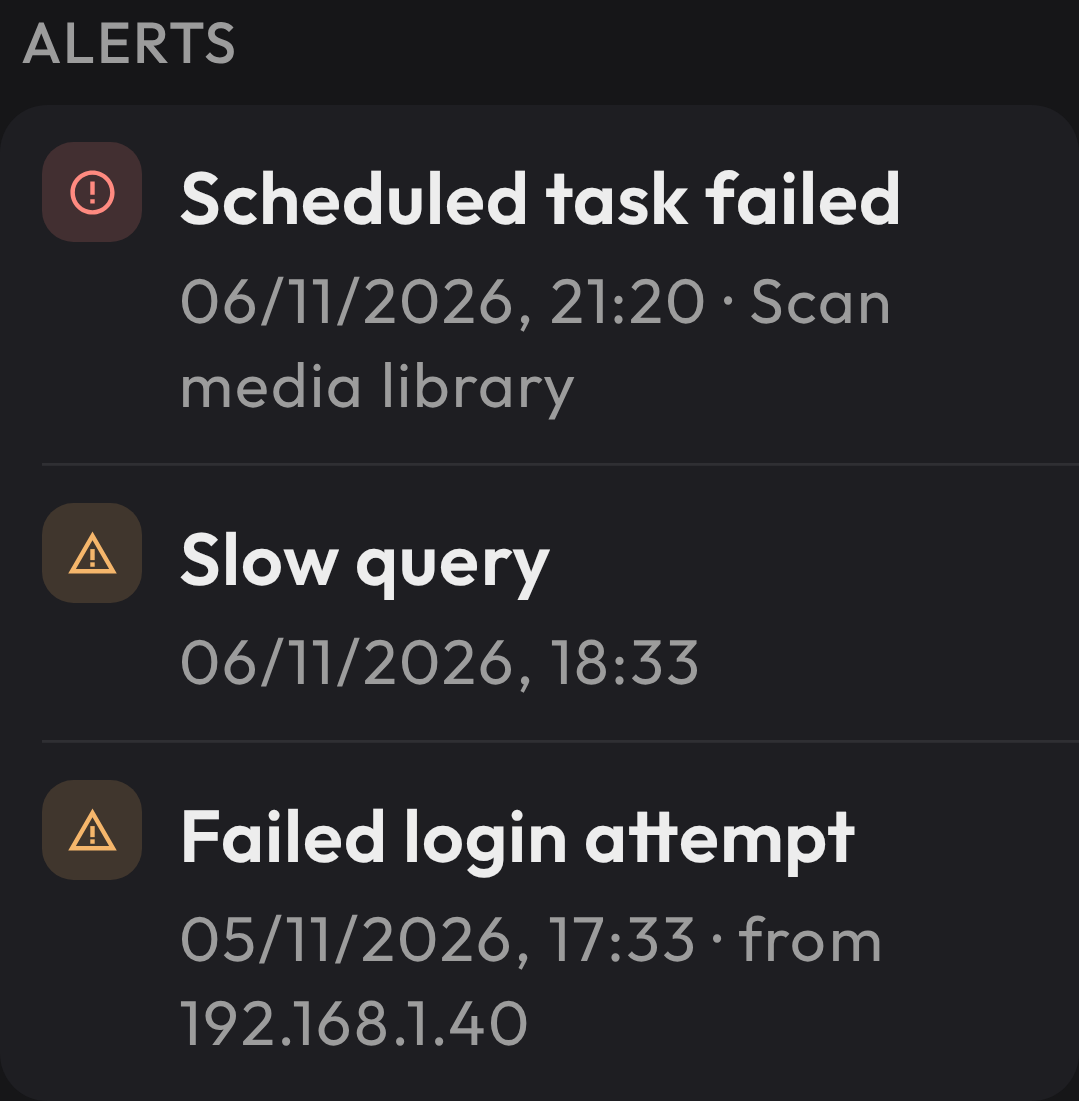 ALERTS
Scheduled task failed
06/11/2026, 21:20 · Scan
media library
Slow query
06/11/2026, 18:33
Failed login attempt
05/11/2026, 17:33 · from
192.168.1.40